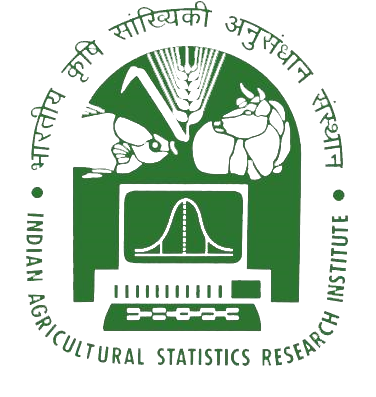 भारतीय कृषि सांख्यिकी अनुसंधान संस्थान
INDIAN AGRICULTURAL STATISTICS RESEARCH INSTITUTE